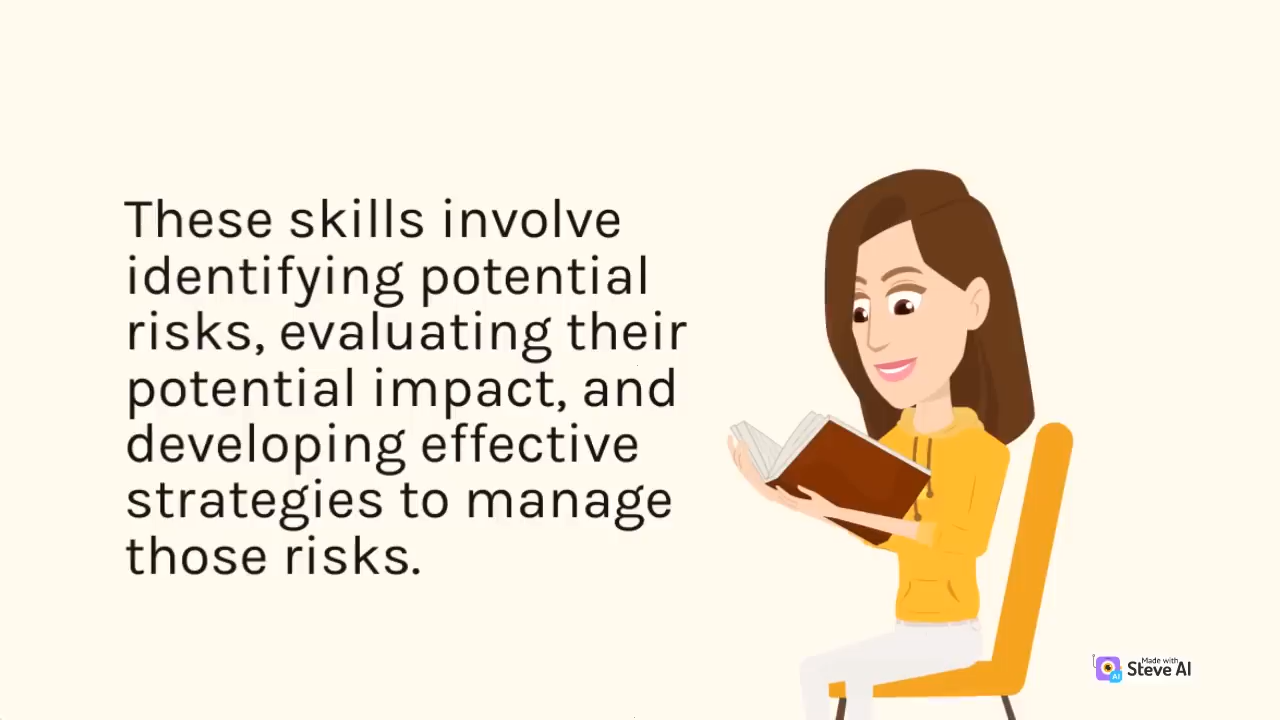 These skills involve
identifying potential
risks, evaluating their
potential impact, and
developing effective
strategies to manage
those risks.
Made with
Steve AI
AI